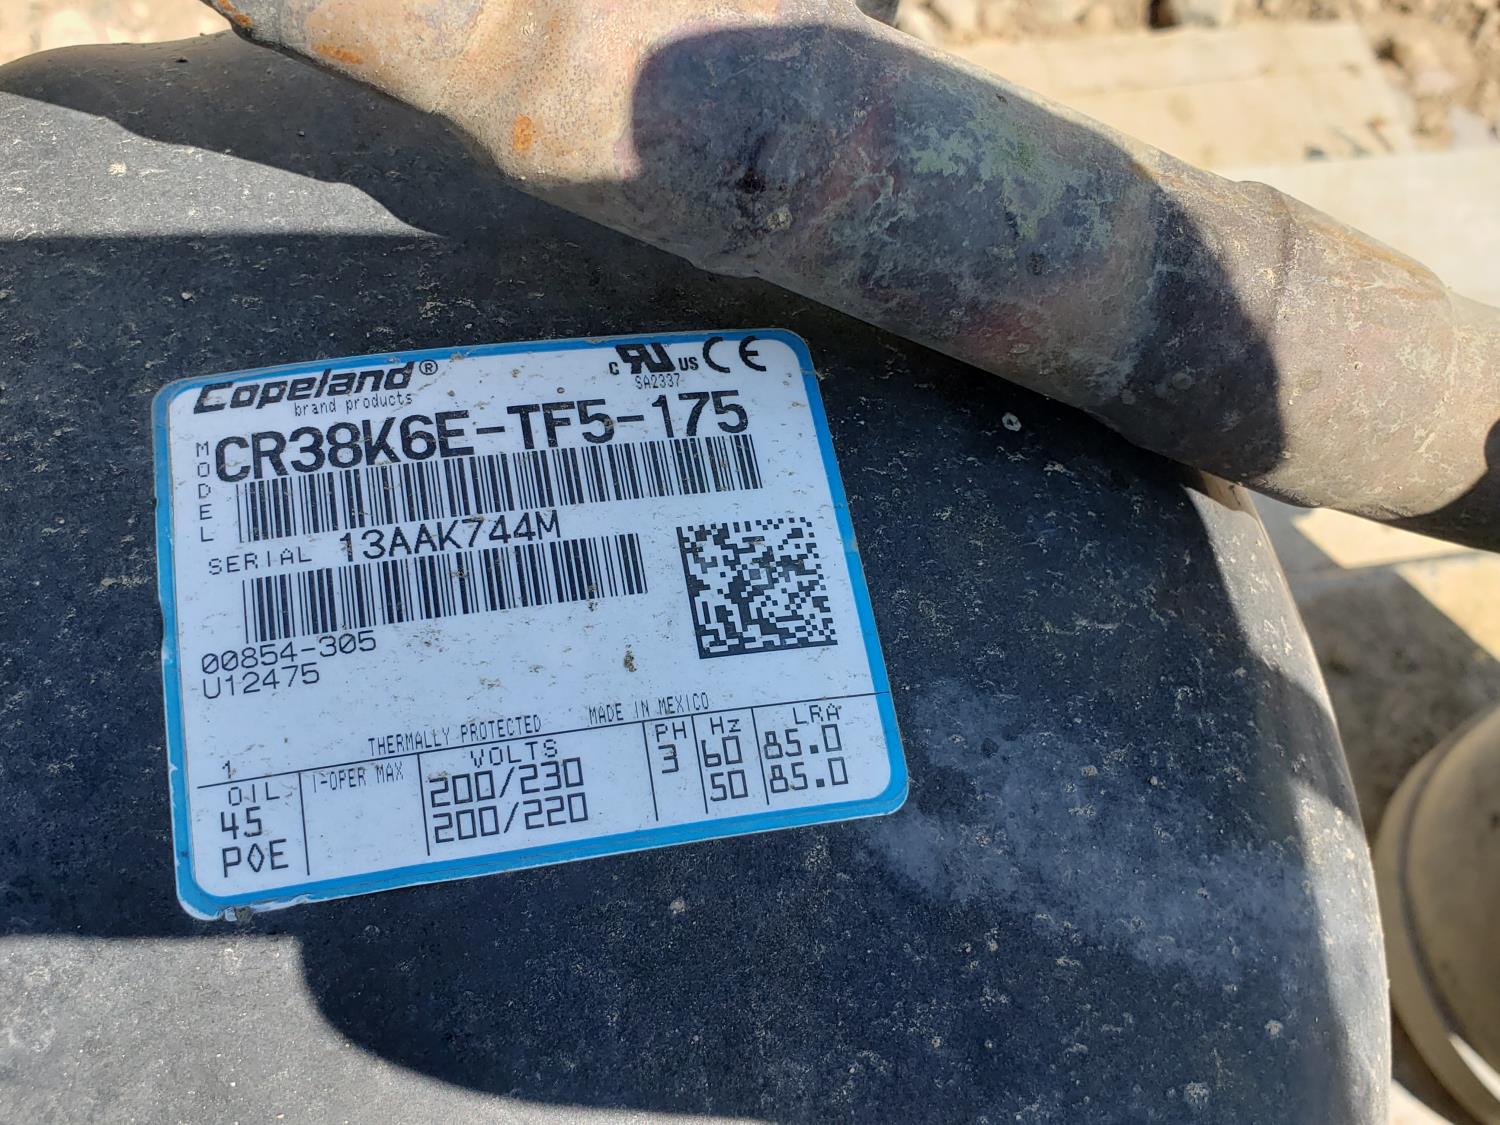 Copeland®
brand products
c RU US CE
SA2337
MODEL CR38K6E-TF5-175
SERIAL 13AAK744M
00854-305
U12475
THERMALLY PROTECTED MADE IN MEXICO
1
OIL I-OPER MAX VOLTS PH Hz LRA
45 200/230 3 60 85.0
POE 200/220 50 85.0